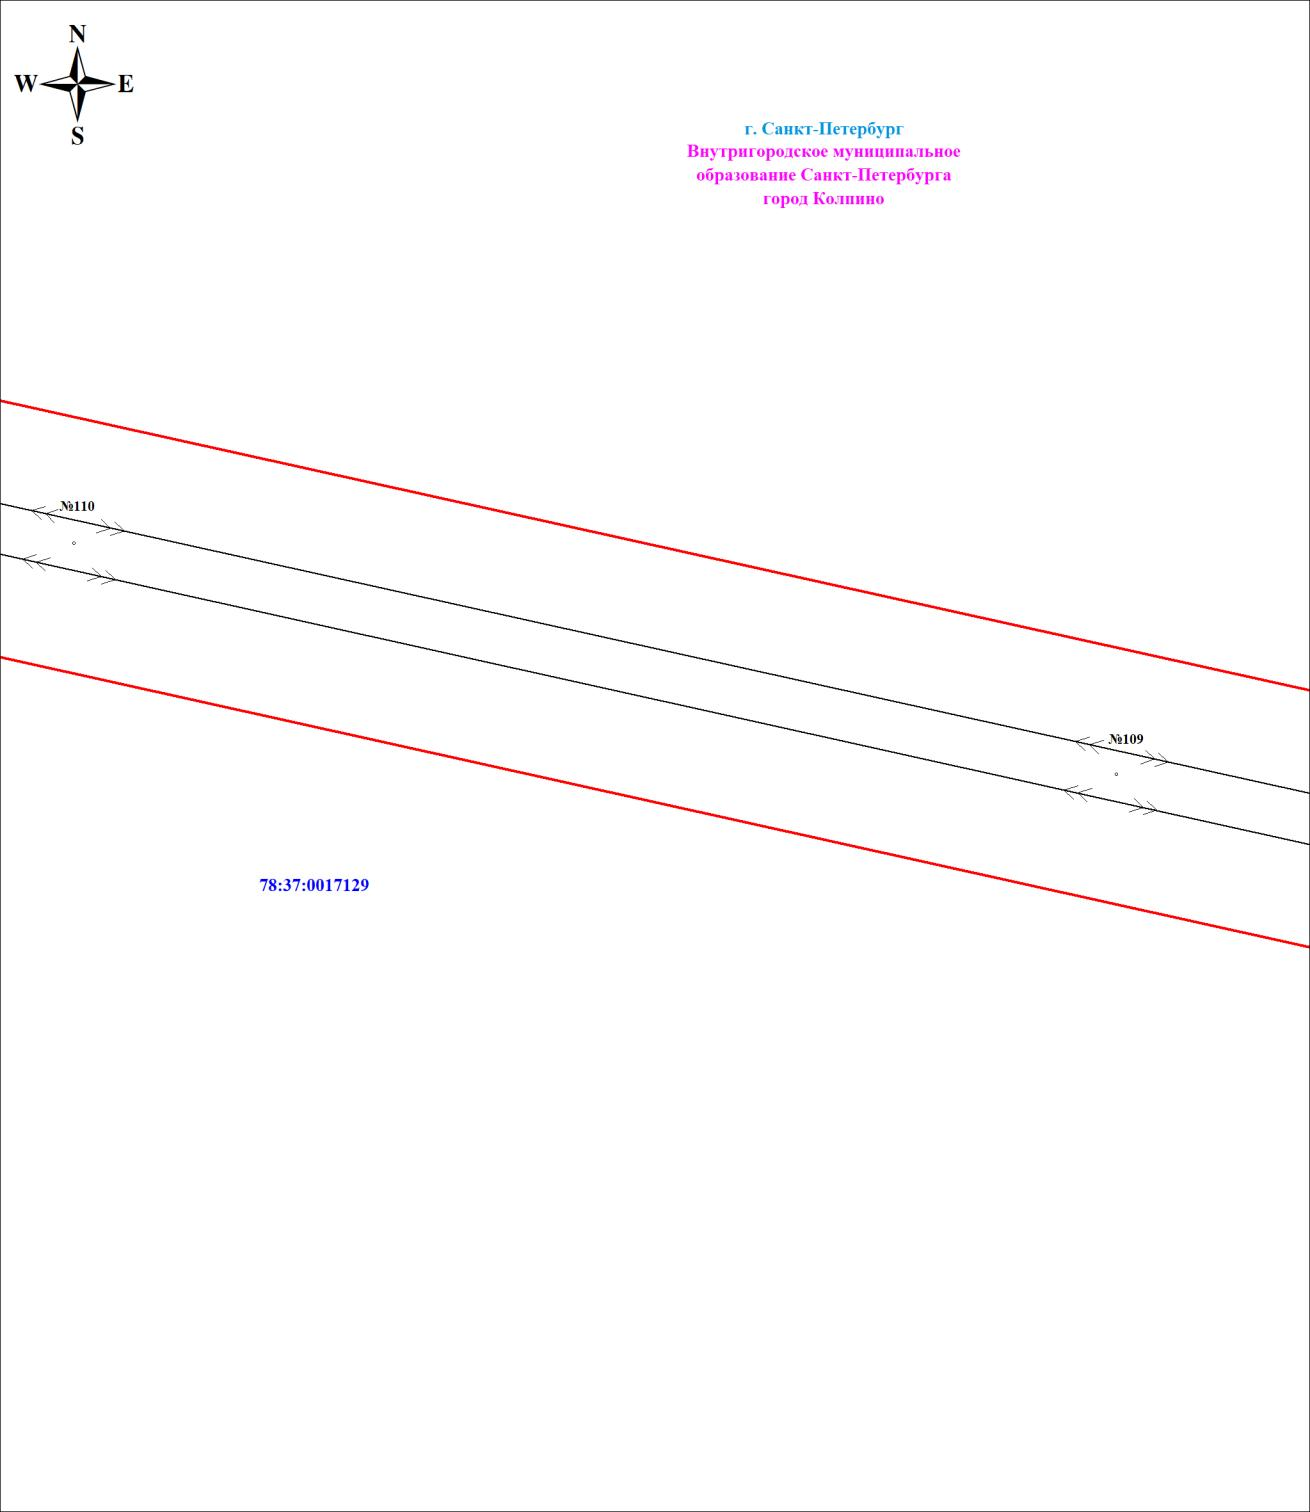 N
W E
S
г. Санкт-Петербург
Внутригородское муниципальное
образование Санкт-Петербурга
город Колпино
№110
№109
78:37:0017129